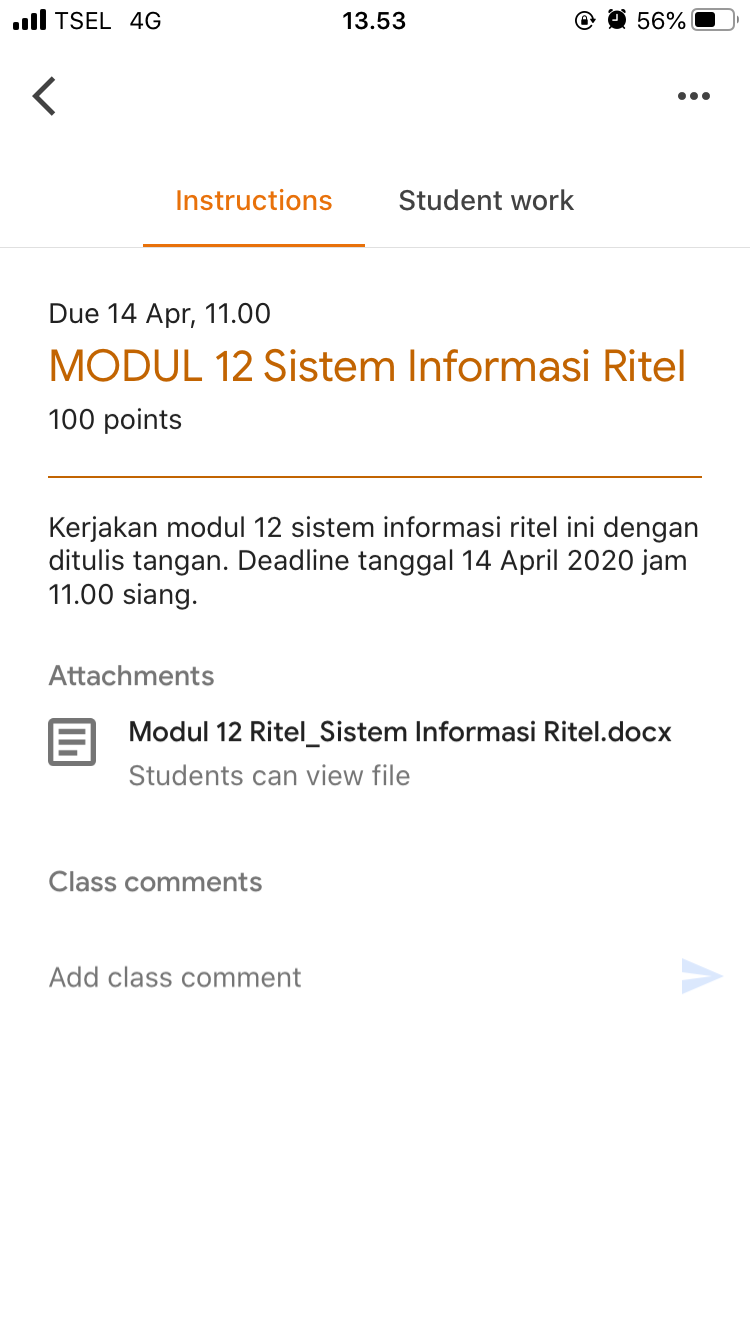 TSEL 4G 13.53 56%
Instructions Student work
Due 14 Apr, 11.00
MODUL 12 Sistem Informasi Ritel
100 points
Kerjakan modul 12 sistem informasi ritel ini dengan
ditulis tangan. Deadline tanggal 14 April 2020 jam
11.00 siang.
Attachments
Modul 12 Ritel_Sistem Informasi Ritel.docx
Students can view file
Class comments
Add class comment